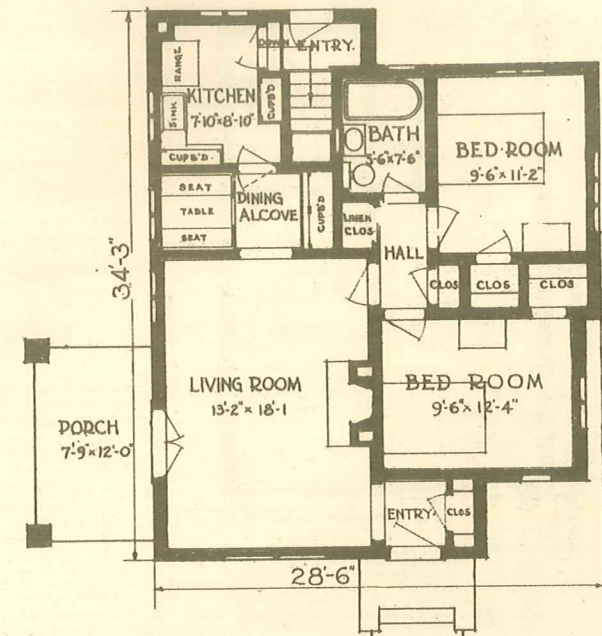 DOWN
ENTRY.
RANGE
KITCHEN
7'-10"x8'-10"
SINK
CUPB'D
CUPB'D.
BATH
5'-6"x7'-6"
BED·ROOM
9'-6"x11'-2"
SEAT
TABLE
SEAT
DINING
ALCOVE
CUPB'D
LINEN
CLOS
HALL
CLOS
CLOS
CLOS
34'-3"
LIVING ROOM
13'-2"x 18'-1
BED ROOM
9'-6"x 12'-4"
PORCH
7'-9"x12'-0"
ENTRY.
CLOS
28'-6"